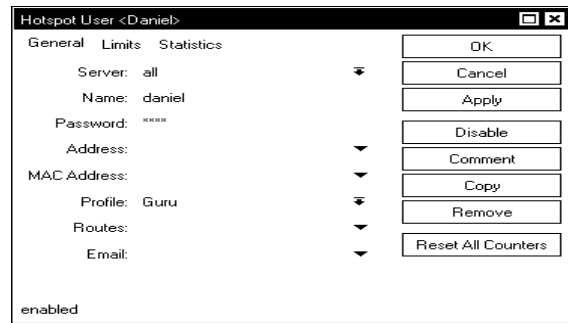 Hotspot User <Daniel>
General Limits Statistics
Server: all
Name: daniel
Password: ****
Address:
MAC Address:
Profile: Guru
Routes:
Email:
OK
Cancel
Apply
Disable
Comment
Copy
Remove
Reset All Counters
enabled